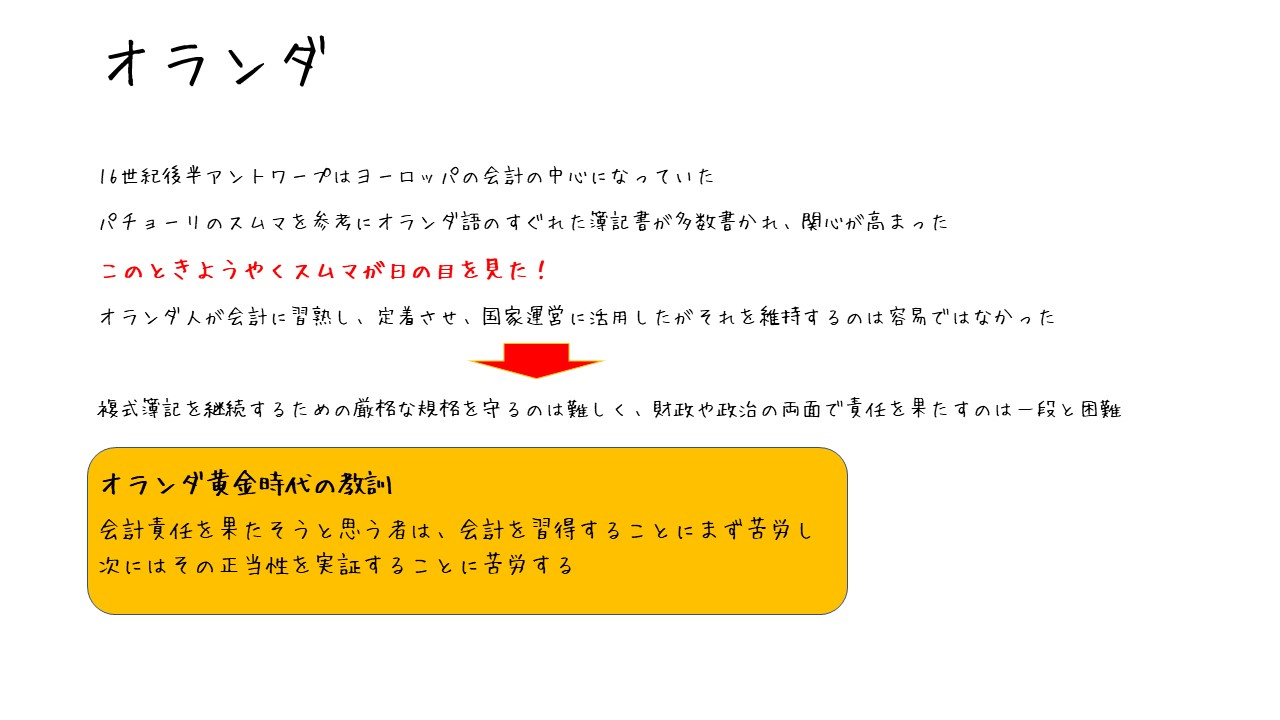 オランダ
16世紀後半アントワープはヨーロッパの会計の中心になっていた
パチョーリのスムマを参考にオランダ語のすぐれた簿記書が多数書かれ、関心が高まった
このときようやくスムマが日の目を見た!
オランダ人が会計に習熟し、定着させ、国家運営に活用したがそれを維持するのは容易ではなかった
複式簿記を継続するための厳格な規格を守るのは難しく、財政や政治の両面で責任を果たすのは一段と困難
オランダ黄金時代の教訓
会計責任を果たそうと思う者は、会計を習得することにまず苦労し
次にはその正当性を実証することに苦労する